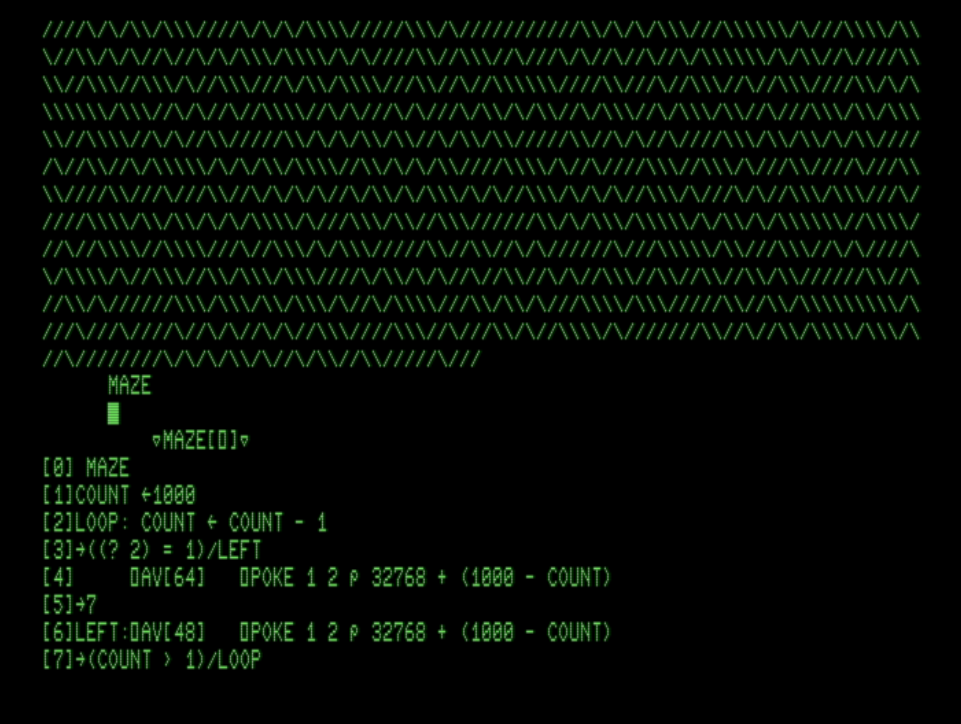 MAZE
∇MAZE[⎕]∇
[0] MAZE
[1]COUNT ←1000
[2]LOOP: COUNT ← COUNT - 1
[3]→((? 2) = 1)/LEFT
[4]     ⎕AV[64]   ⎕POKE 1 2 ⍴ 32768 + (1000 - COUNT)
[5]→7
[6]LEFT:⎕AV[48]   ⎕POKE 1 2 ⍴ 32768 + (1000 - COUNT)
[7]→(COUNT > 1)/LOOP